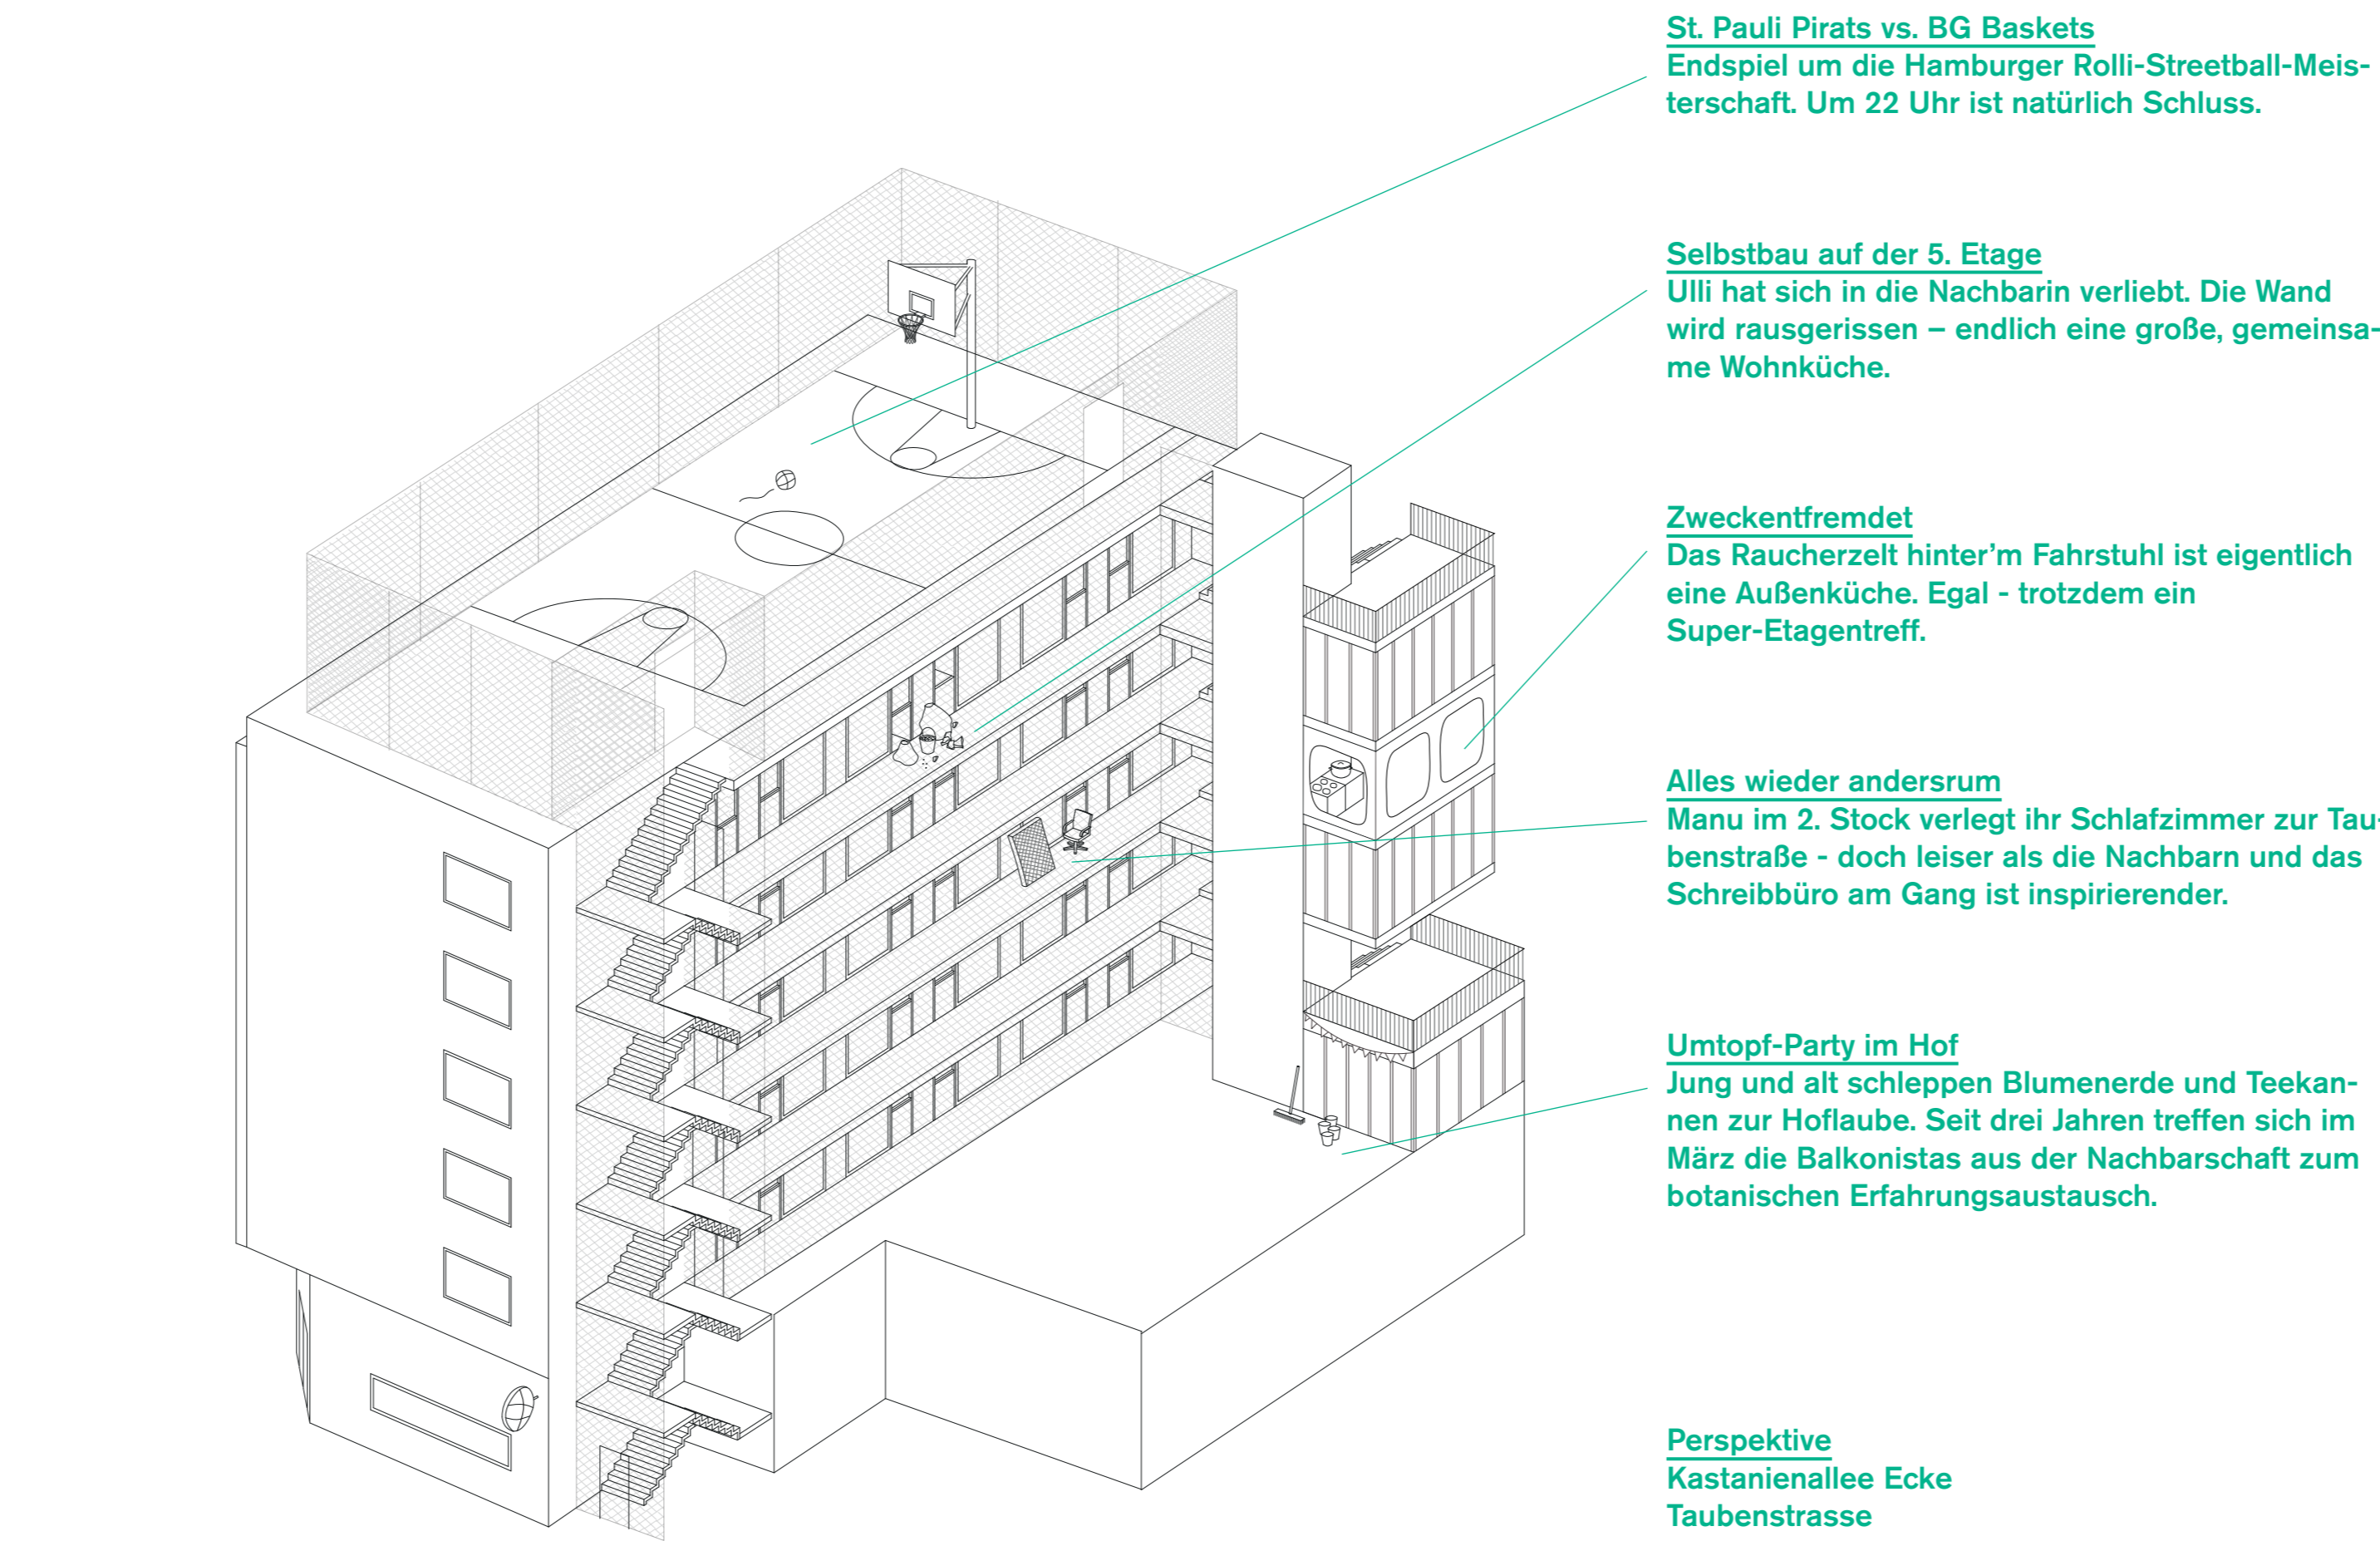 St. Pauli Pirats vs. BG Baskets
Endspiel um die Hamburger Rolli-Streetball-Meis-
terschaft. Um 22 Uhr ist natürlich Schluss.
Selbstbau auf der 5. Etage
Ulli hat sich in die Nachbarin verliebt. Die Wand
wird rausgerissen – endlich eine große, gemeinsa-
me Wohnküche.
Zweckentfremdet
Das Raucherzelt hinter’m Fahrstuhl ist eigentlich
eine Außenküche. Egal - trotzdem ein
Super-Etagentreff.
Alles wieder andersrum
Manu im 2. Stock verlegt ihr Schlafzimmer zur Tau-
benstraße - doch leiser als die Nachbarn und das
Schreibbüro am Gang ist inspirierender.
Umtopf-Party im Hof
Jung und alt schleppen Blumenerde und Teekan-
nen zur Hoflaube. Seit drei Jahren treffen sich im
März die Balkonistas aus der Nachbarschaft zum
botanischen Erfahrungsaustausch.
Perspektive
Kastanienallee Ecke
Taubenstrasse